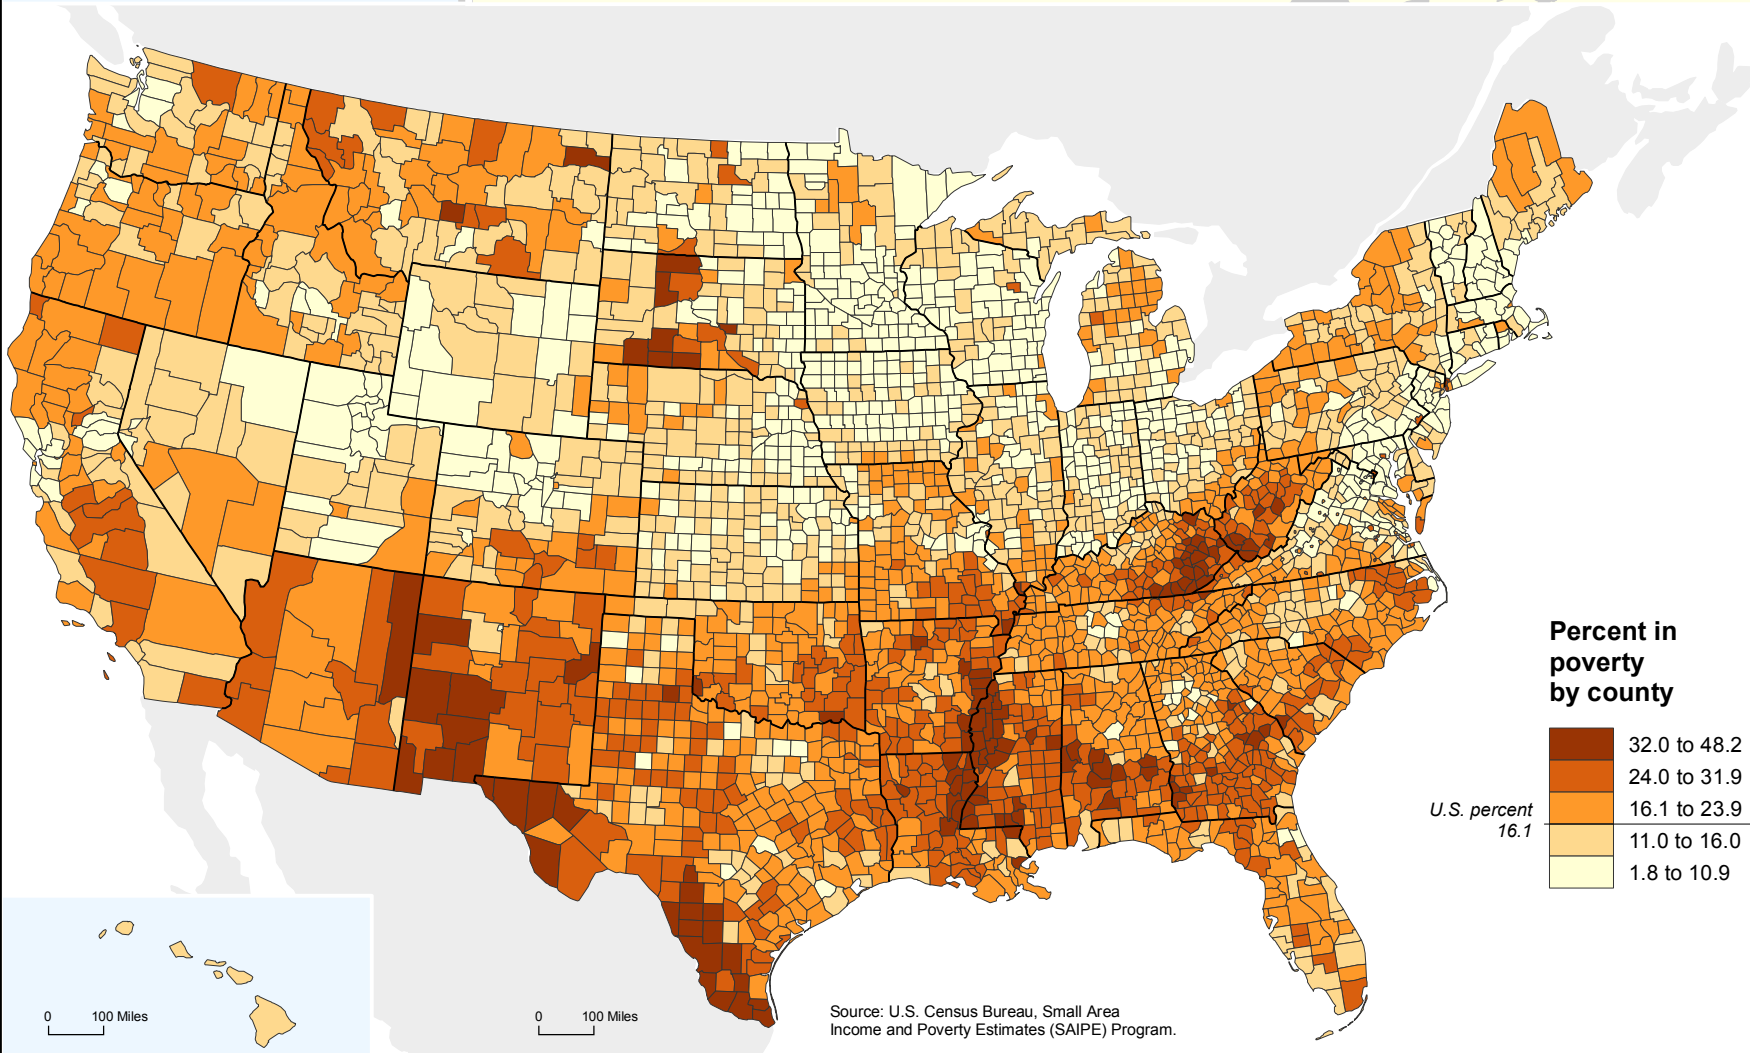 Percent in
poverty
by county
32.0 to 48.2
24.0 to 31.9
16.1 to 23.9
11.0 to 16.0
1.8 to 10.9
U.S. percent
16.1
0 100 Miles
0 100 Miles
Source: U.S. Census Bureau, Small Area
Income and Poverty Estimates (SAIPE) Program.